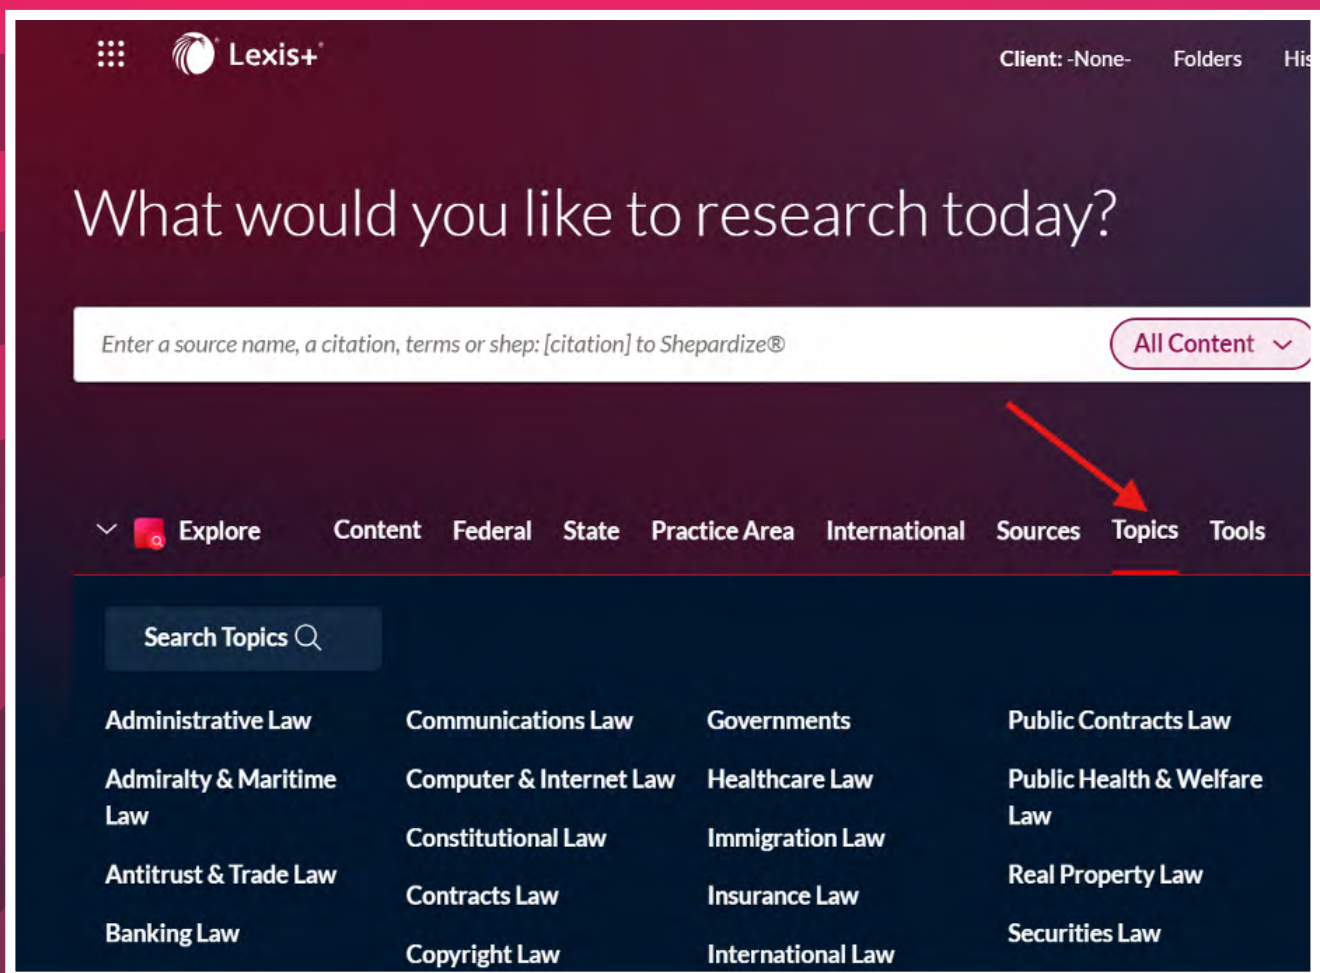 Lexis+
Client: -None- Folders
What would you like to research today?
Enter a source name, a citation, terms or shep: [citation] to Shepardize®
All Content
Explore Content Federal State Practice Area International Sources Topics Tools
Search Topics
Administrative Law
Admiralty & Maritime
Law
Antitrust & Trade Law
Banking Law
Communications Law
Computer & Internet Law
Constitutional Law
Contracts Law
Copyright Law
Governments
Healthcare Law
Immigration Law
Insurance Law
International Law
Public Contracts Law
Public Health & Welfare
Law
Real Property Law
Securities Law